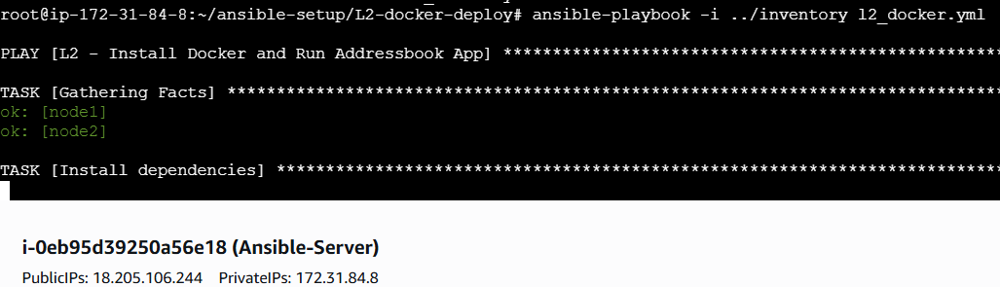 root@ip-172-31-84-8:~/ansible-setup/L2-docker-deploy# ansible-playbook -i ../inventory l2_docker.yml
PLAY [L2 - Install Docker and Run Addressbook App] **************************************************
TASK [Gathering Facts] ******************************************************************************
ok: [node1]
ok: [node2]
TASK [Install dependencies] *************************************************************************
i-0eb95d39250a56e18 (Ansible-Server)
PublicIPs: 18.205.106.244 PrivateIPs: 172.31.84.8